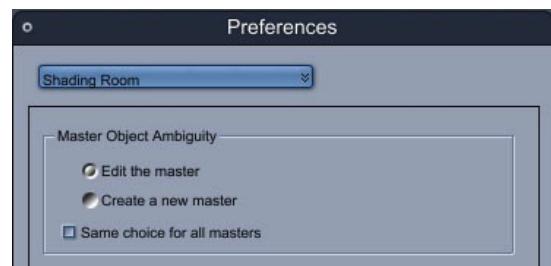 Preferences
Shading Room
Master Object Ambiguity
Edit the master
Create a new master
Same choice for all masters